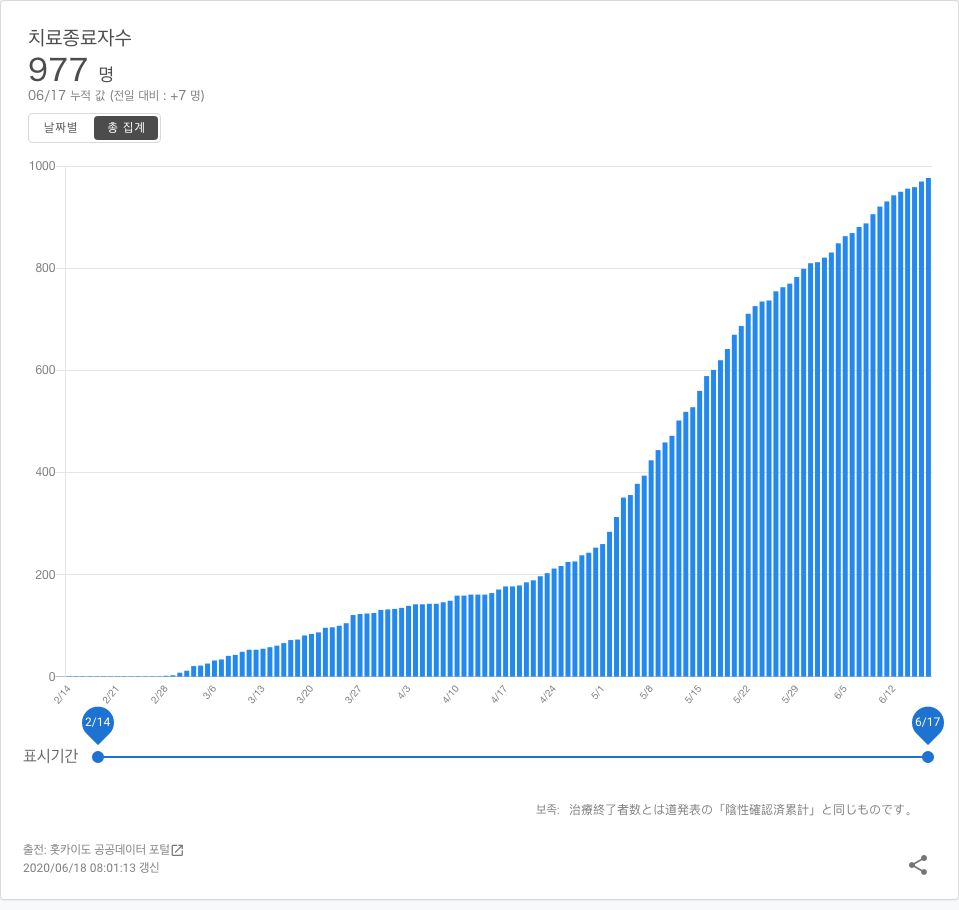 치료종료자수
977 명
06/17 누적 값 (전일 대비 : +7 명)
날짜별 총 집계
1000
800
600
400
200
0
2/14 2/21 2/28 3/6 3/13 3/20 3/27 4/3 4/10 4/17 4/24 5/1 5/8 5/15 5/22 5/29 6/5 6/12
2/14 6/17
표시기간
보족: 治療終了者数とは道発表の「陰性確認済累計」と同じものです。
출전: 홋카이도 공공데이터 포털
2020/06/18 08:01:13 갱신